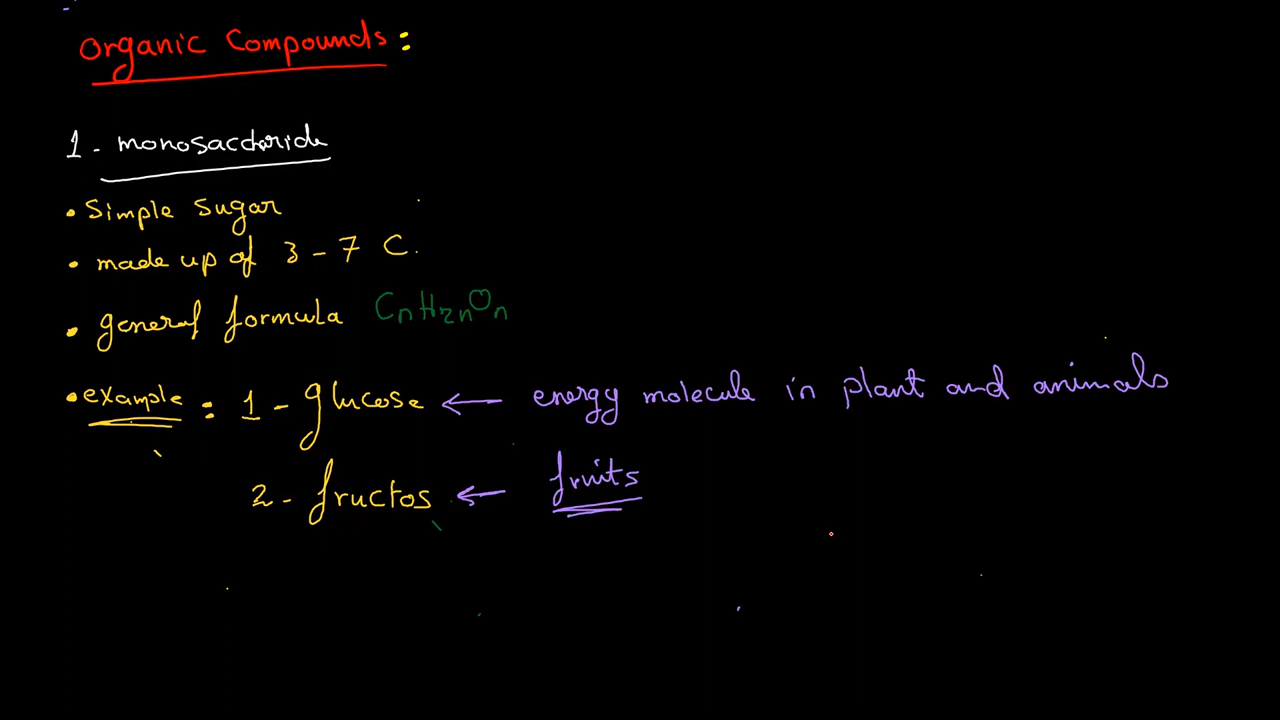 Organic Compounds:
1 - monosaccharide
• Simple sugar
• made up of 3 - 7 C.
• general formula CnH2nOn
• example : 1 - glucose ← energy molecule in plant and animals
2 - fructos ← fruits